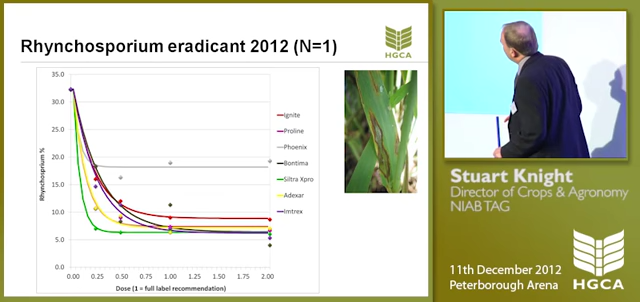 Rhynchosporium eradicant 2012 (N=1)
HGCA
35.0
30.0
25.0
20.0
15.0
10.0
5.0
0.0
Rhynchosporium %
0.00 0.25 0.50 0.75 1.00 1.25 1.50 1.75 2.00
Dose (1 = full label recommendation)
Ignite
Proline
Phoenix
Bontima
Siltra Xpro
Adexar
Imtrex
Stuart Knight
Director of Crops & Agronomy
NIAB TAG
11th December 2012
Peterborough Arena
HGCA